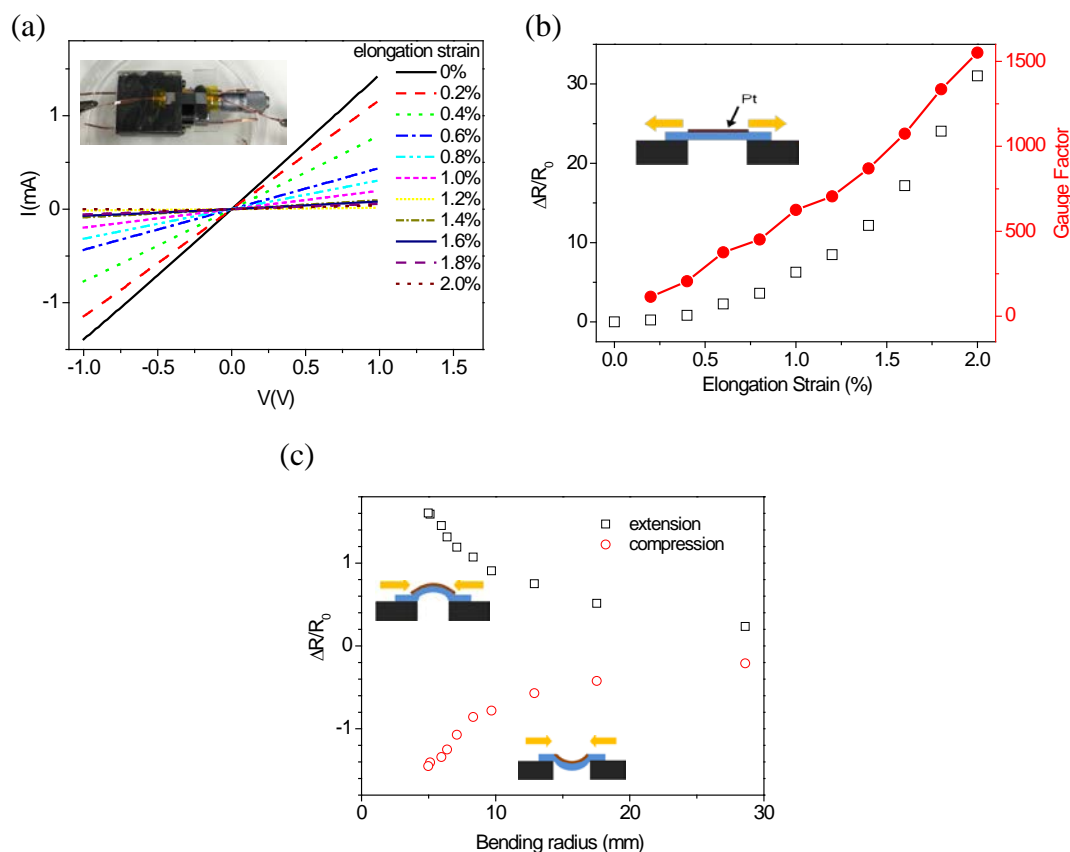 (a)
elongation strain
0%
0.2%
0.4%
0.6%
0.8%
1.0%
1.2%
1.4%
1.6%
1.8%
2.0%
1
0
-1
I(mA)
-1.0 -0.5 0.0 0.5 1.0 1.5
V(V)
(b)
Pt
30
20
10
0
ΔR/R0
1500
1000
500
0
Gauge Factor
0.0 0.5 1.0 1.5 2.0
Elongation Strain (%)
(c)
extension
compression
1
0
-1
ΔR/R0
0 10 20 30
Bending radius (mm)